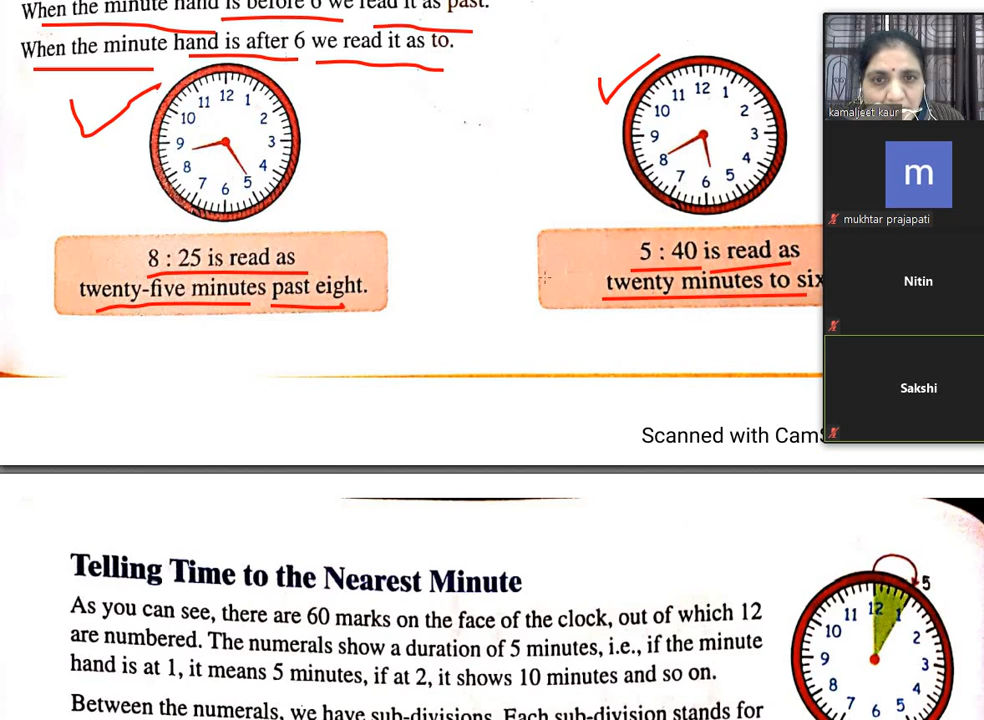 When the minute hand is before 6 we read it as past.
When the minute hand is after 6 we read it as to.
12
1
2
3
4
5
6
7
8
9
10
11
8 : 25 is read as
twenty-five minutes past eight.
12
1
2
3
4
5
6
7
8
9
10
11
5 : 40 is read as
twenty minutes to six
kamaljeet kaur
m
mukhtar prajapati
Nitin
Sakshi
Scanned with Cam
Telling Time to the Nearest Minute
As you can see, there are 60 marks on the face of the clock, out of which 12
are numbered. The numerals show a duration of 5 minutes, i.e., if the minute
hand is at 1, it means 5 minutes, if at 2, it shows 10 minutes and so on.
Between the numerals, we have sub-divisions. Each sub-division stands for
5
12
1
2
3
4
5
6
7
8
9
10
11